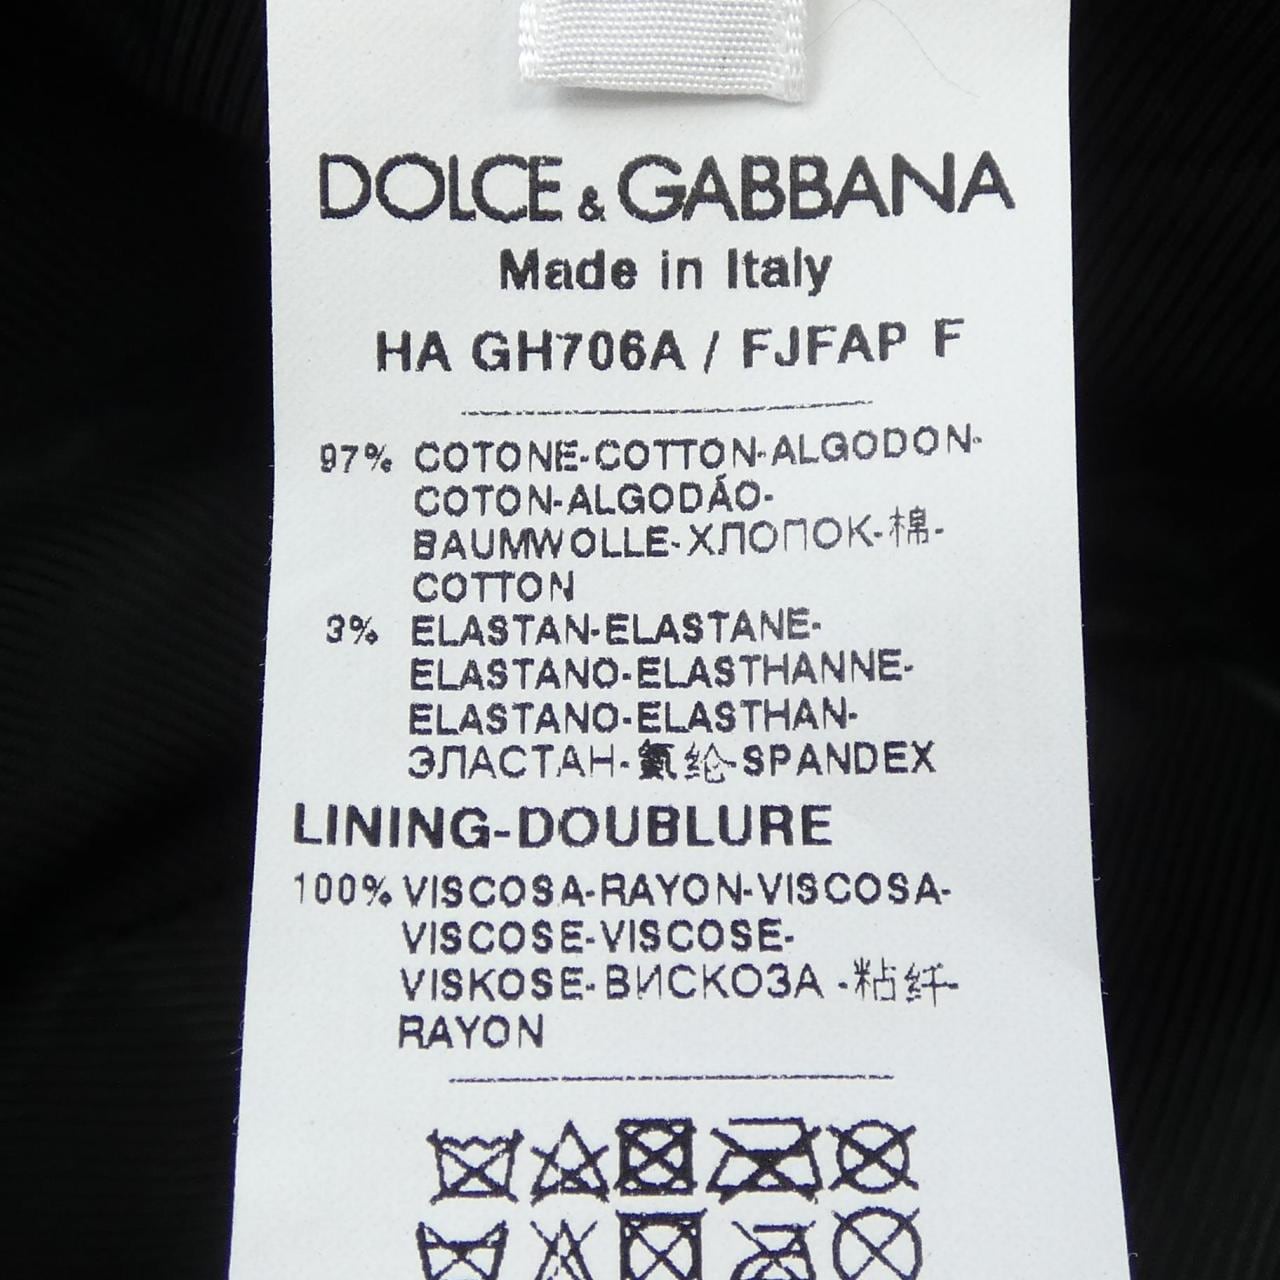 DOLCE & GABBANA
Made in Italy
HA GH706A / FJFAP F
97% COTONE-COTTON-ALGODON-
COTON-ALGODÃO-
BAUMWOLLE-ХЛОПОК-棉-
COTTON
3% ELASTAN-ELASTANE-
ELASTANO-ELASTHANNE-
ELASTANO-ELASTHAN-
ЭЛАСТАН-氨纶-SPANDEX
LINING-DOUBLURE
100% VISCOSA-RAYON-VISCOSA-
VISCOSE-VISCOSE-
VISKOSE-ВИСКОЗА -粘纤-
RAYON